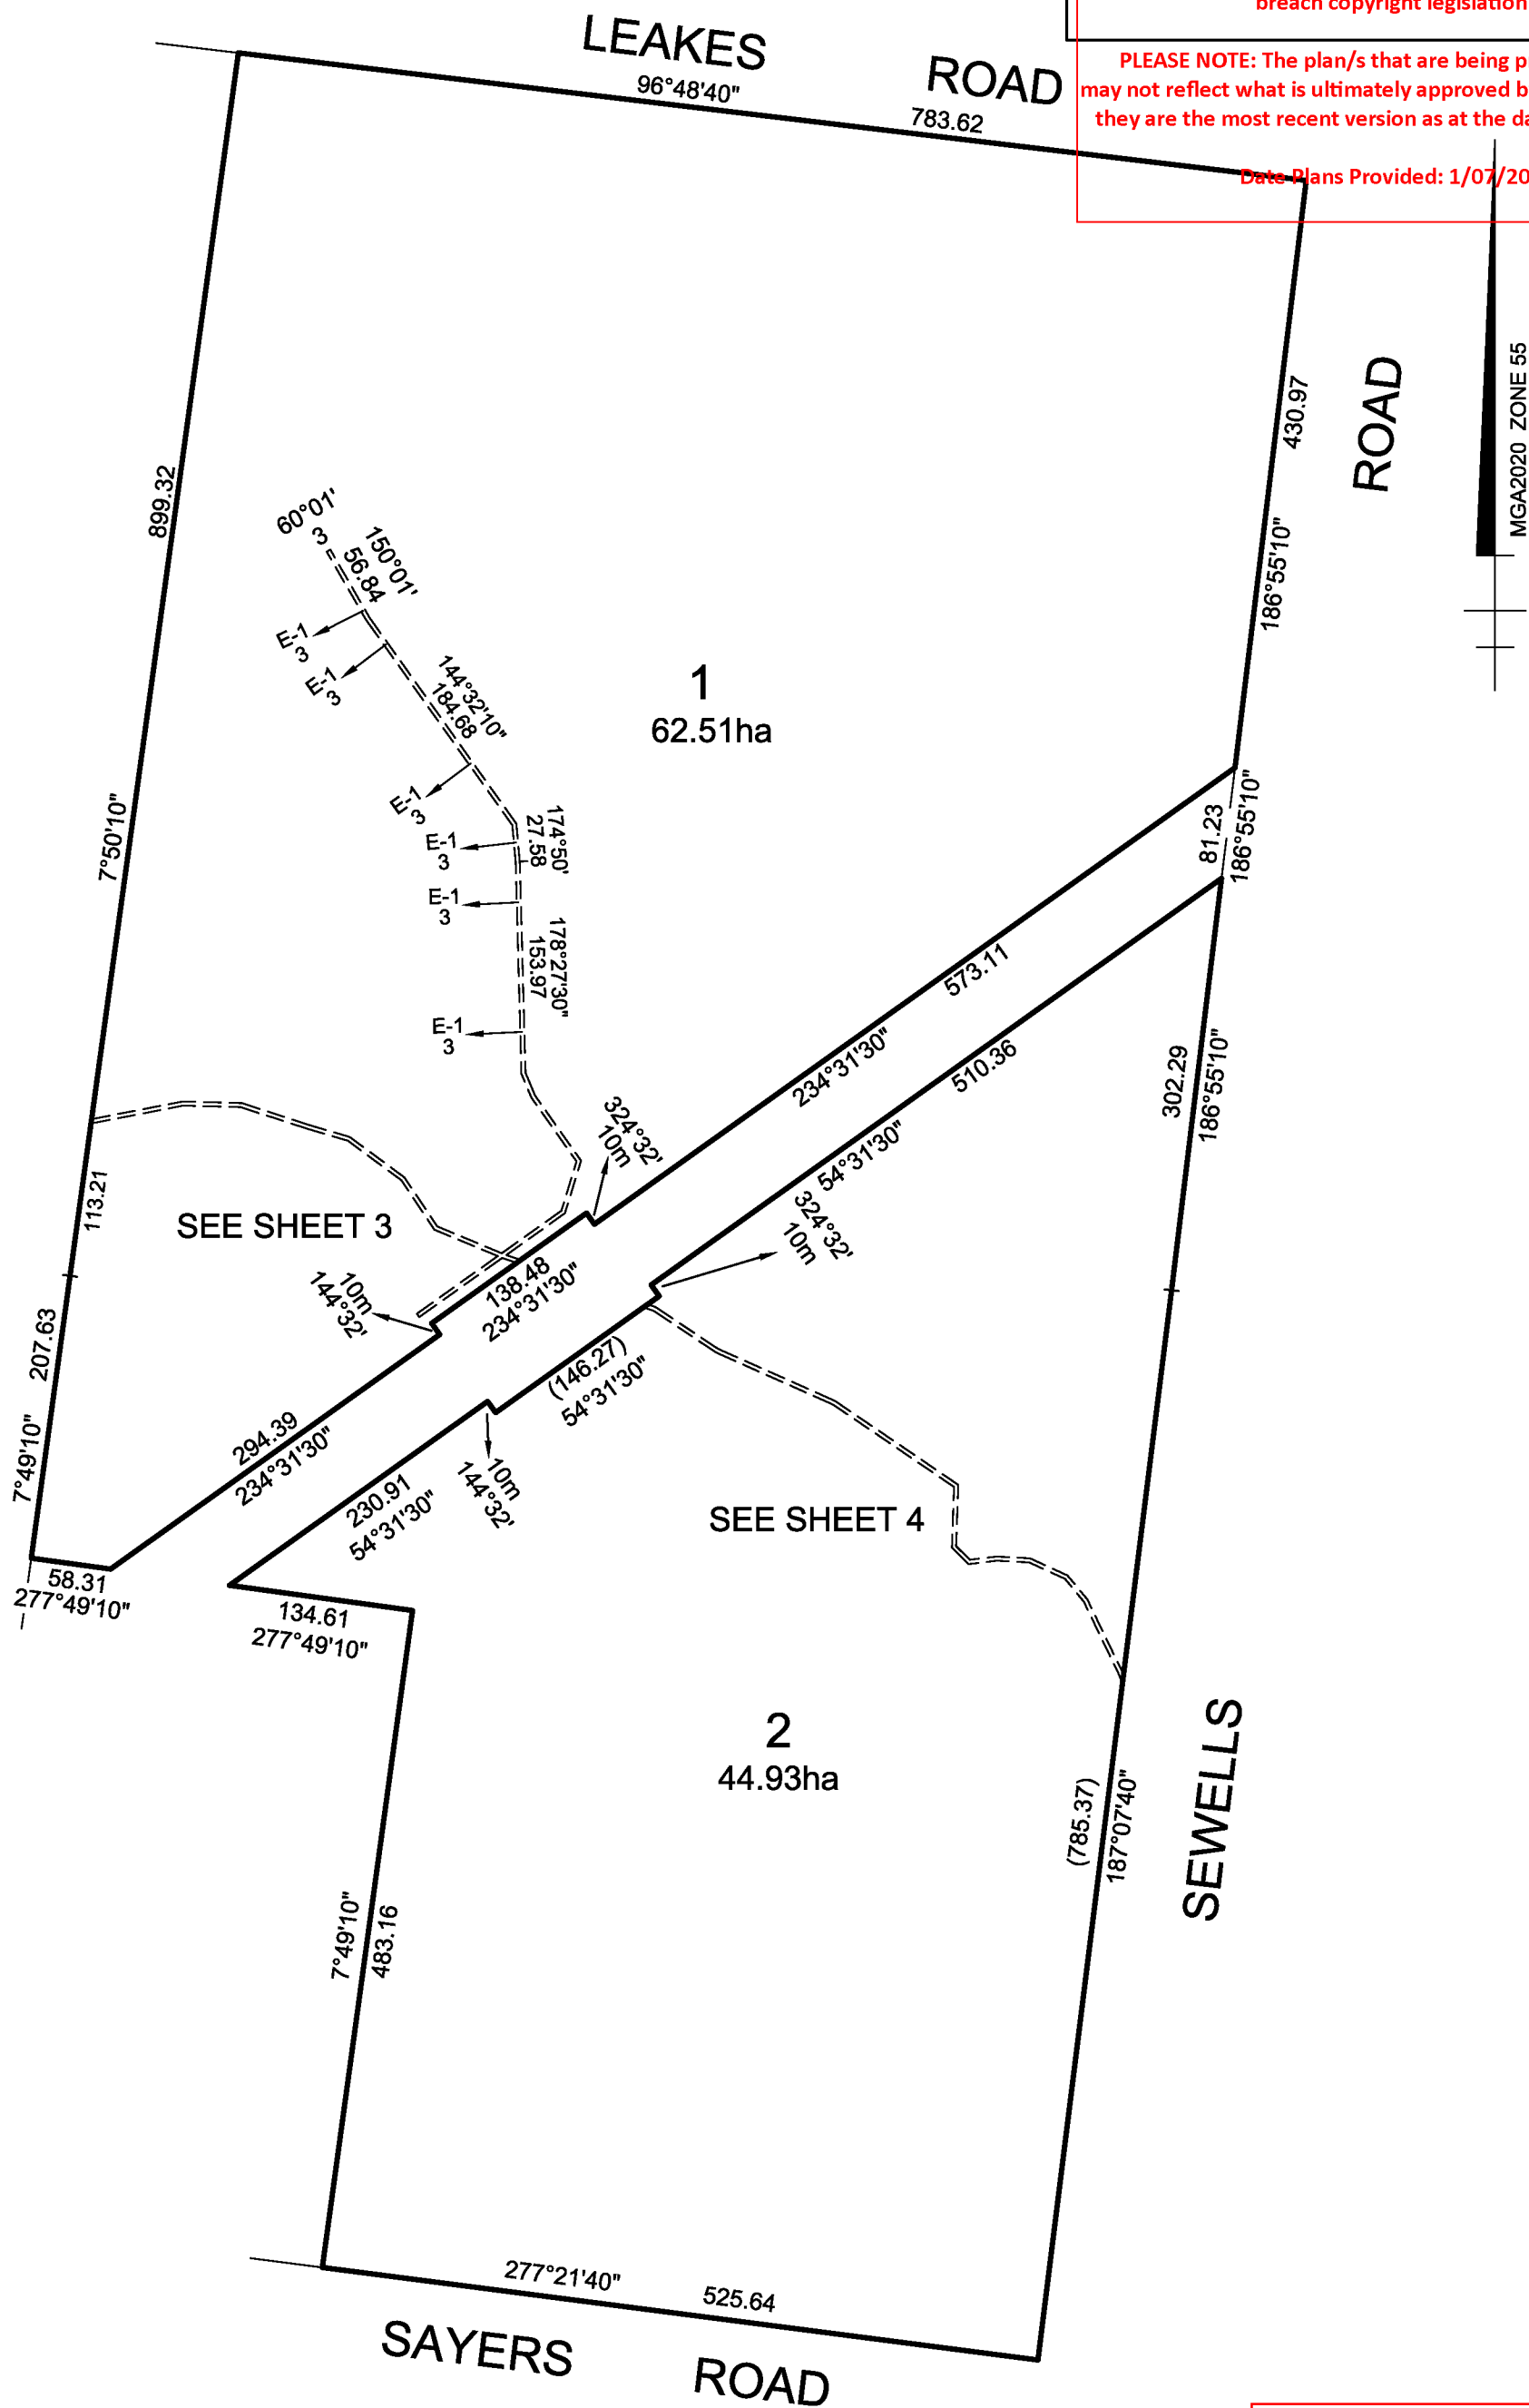 breach copyright legislation
PLEASE NOTE: The plan/s that are being
may not reflect what is ultimately approved
they are the most recent version as at the
Date Plans Provided: 1/07/20
LEAKES ROAD
96°48'40"
783.62
ROAD
430.97
186°55'10"
MGA2020 ZONE 55
899.32
7°50'10"
60°01'
3
150°01'
56.84
E-1
3
E-1
3
144°32'10"
184.68
E-1
3
174°50'
27.58
E-1
3
E-1
3
178°27'30"
153.97
E-1
3
1
62.51ha
81.23
186°55'10"
573.11
234°31'30"
510.36
54°31'30"
302.29
186°55'10"
324°32'
10m
324°32'
10m
113.21
SEE SHEET 3
138.48
234°31'30"
10m
144°32'
207.63
7°49'10"
(146.27)
54°31'30"
294.39
234°31'30"
230.91
54°31'30"
10m
144°32'
SEE SHEET 4
58.31
277°49'10"
134.61
277°49'10"
2
44.93ha
SEWELLS
(785.37)
187°07'40"
7°49'10"
483.16
277°21'40"
525.64
SAYERS ROAD